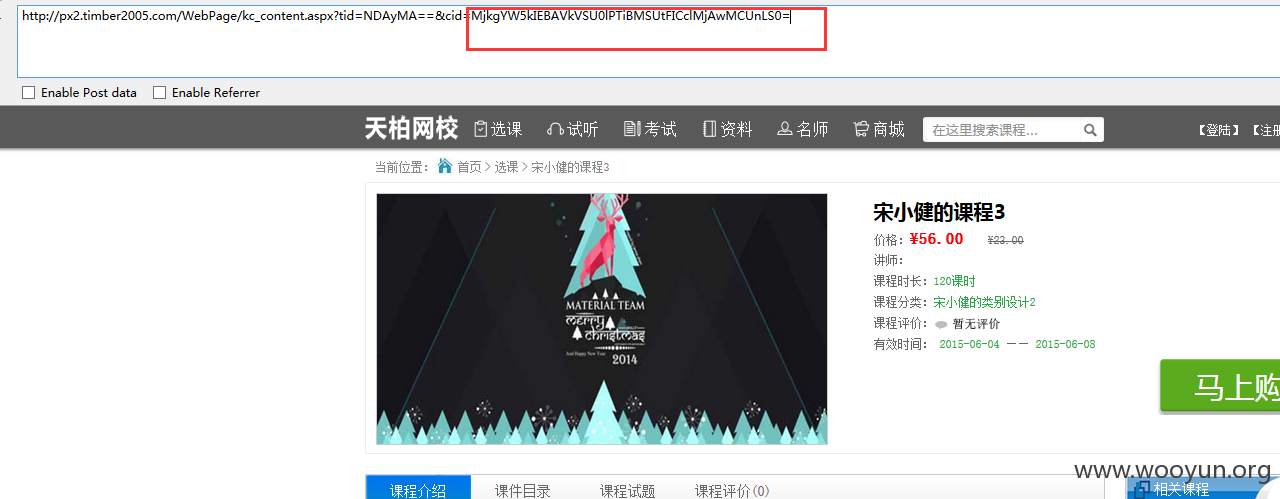 http://px2.timber2005.com/WebPage/kc_content.aspx?tid=NDAyMA==&cid=MjkgYW5kIEBAVkVSU0lPTiBMSUtFICclMjAwMCUnLS0=
Enable Post data Enable Referrer
天柏网校 选课 试听 考试 资料 名师 商城 在这里搜索课程... 【登陆】 【注册
当前位置： 首页 > 选课 > 宋小健的课程3
MATERIAL TEAM
merry
christmas
And Happy New Year
2014
宋小健的课程3
价格：¥56.00 ¥23.00
讲师：
课程时长：120课时
课程分类：宋小健的类别设计2
课程评价： 暂无评价
有效时间： 2015-06-04 —— 2015-06-08
马上购
课程介绍 课件目录 课程试题 课程评价(0)
www.wooyun.org
相关课程